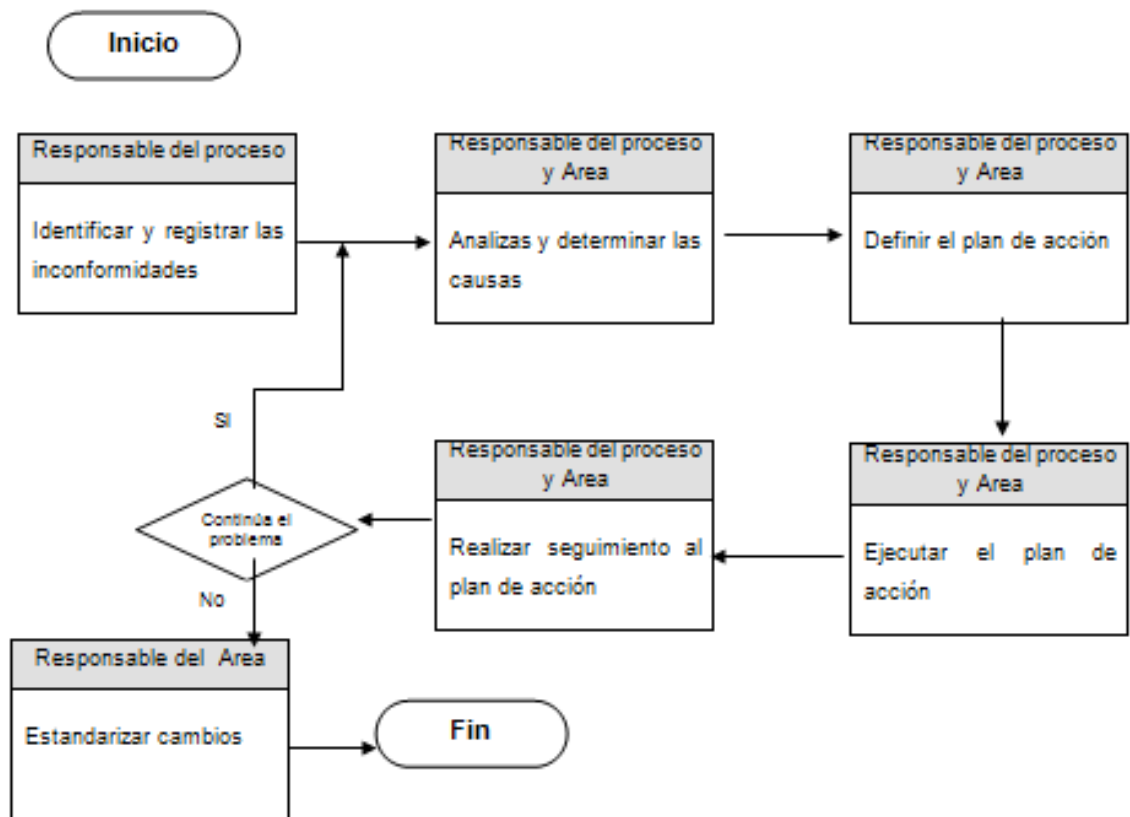 Inicio
Responsable del proceso
Identificar y registrar las
inconformidades
Responsable del proceso
y Area
Analizas y determinar las
causas
Responsable del proceso
y Area
Definir el plan de acción
Responsable del proceso
y Area
Ejecutar el plan de
acción
Responsable del proceso
y Area
Realizar seguimiento al
plan de acción
Continúa el
problema
SI
No
Responsable del Area
Estandarizar cambios
Fin